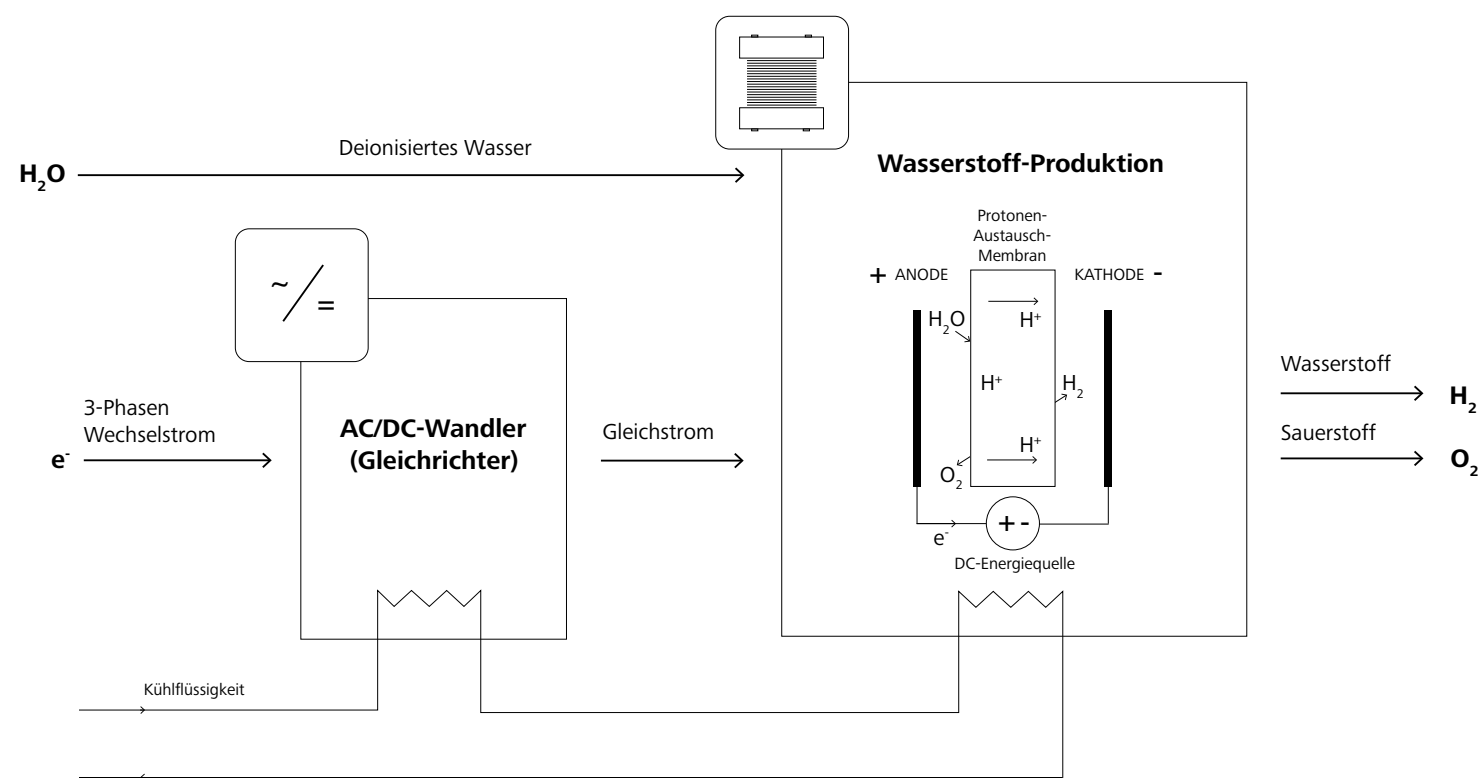 Deionisiertes Wasser
H₂O
Wasserstoff-Produktion
Protonen-
Austausch-
Membran
+ ANODE
KATHODE -
H₂O
H⁺
H⁺
H₂
H⁺
O₂
e⁻
+ -
DC-Energiequelle
~/=
3-Phasen
Wechselstrom
e⁻
AC/DC-Wandler
(Gleichrichter)
Gleichstrom
Wasserstoff
H₂
Sauerstoff
O₂
Kühlflüssigkeit